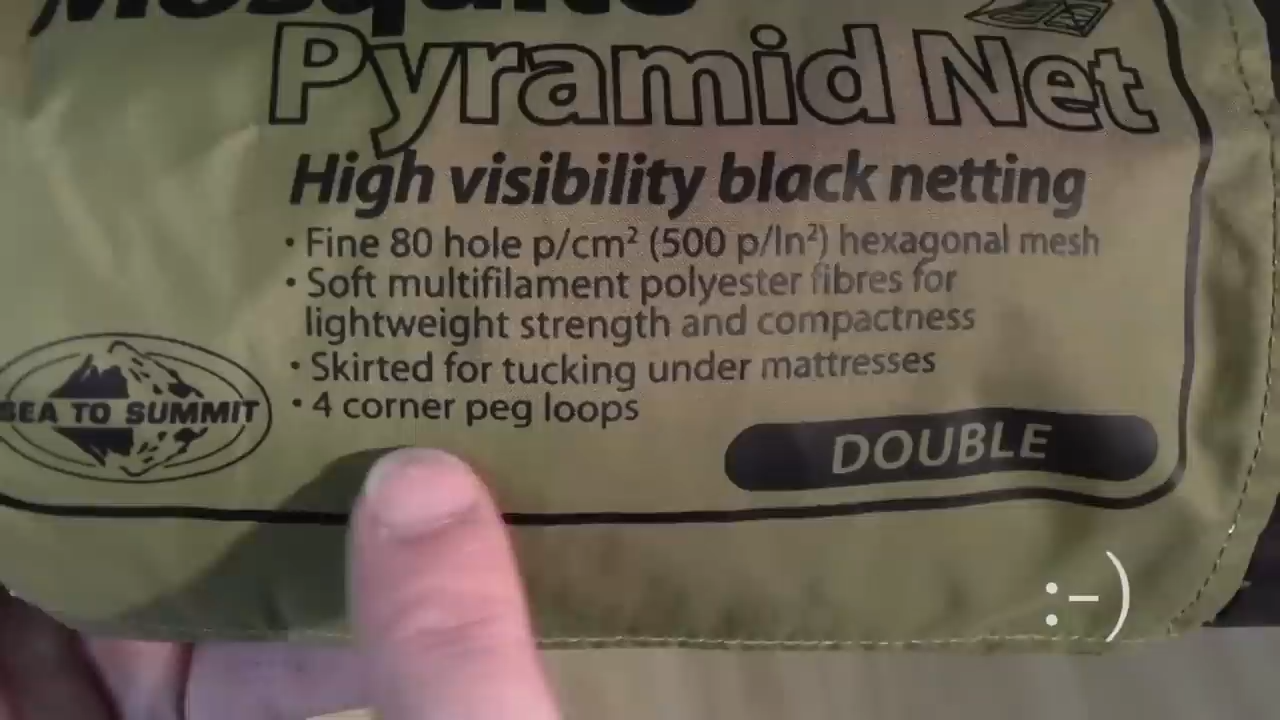 Mosquito
Pyramid Net
High visibility black netting
• Fine 80 hole p/cm² (500 p/In²) hexagonal mesh
• Soft multifilament polyester fibres for
lightweight strength and compactness
• Skirted for tucking under mattresses
• 4 corner peg loops
SEA TO SUMMIT
DOUBLE
:-)